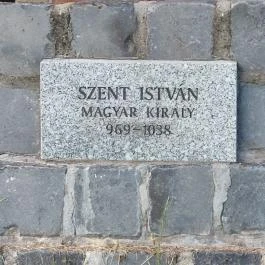 SZENT ISTVÁN
MAGYAR KIRÁLY
969-1038